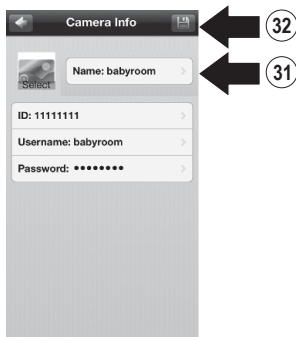 Camera Info
32
Name: babyroom
31
Select
ID: 11111111
Username: babyroom
Password: ••••••••